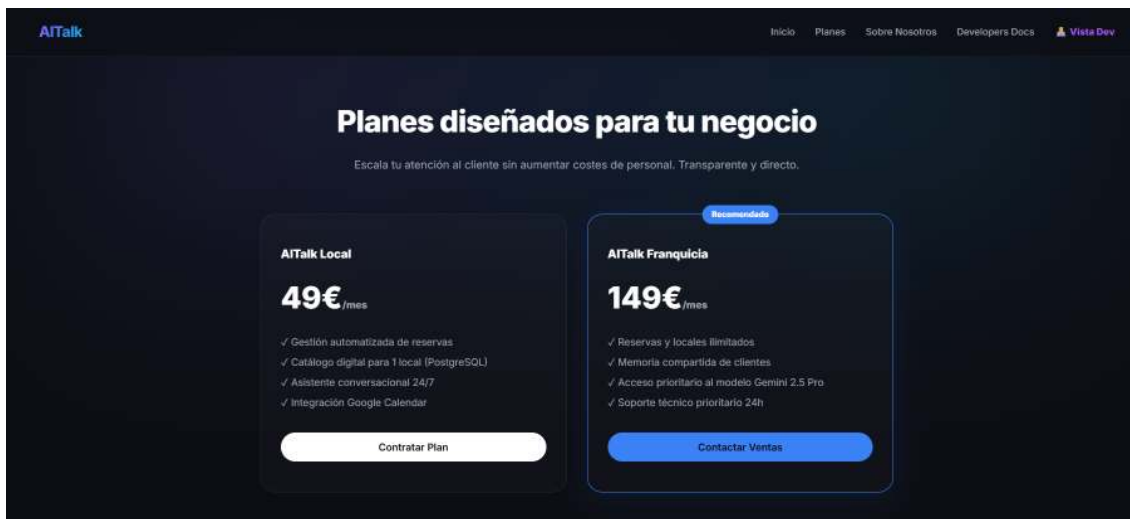 AITalk
Inicio Planes Sobre Nosotros Developers Docs Vista Dev
Planes diseñados para tu negocio
Escala tu atención al cliente sin aumentar costes de personal. Transparente y directo.
AITalk Local
49€/mes
✓ Gestión automatizada de reservas
✓ Catálogo digital para 1 local (PostgreSQL)
✓ Asistente conversacional 24/7
✓ Integración Google Calendar
Contratar Plan
Recomendado
AITalk Franquicia
149€/mes
✓ Reservas y locales ilimitados
✓ Memoria compartida de clientes
✓ Acceso prioritario al modelo Gemini 2.5 Pro
✓ Soporte técnico prioritario 24h
Contactar Ventas